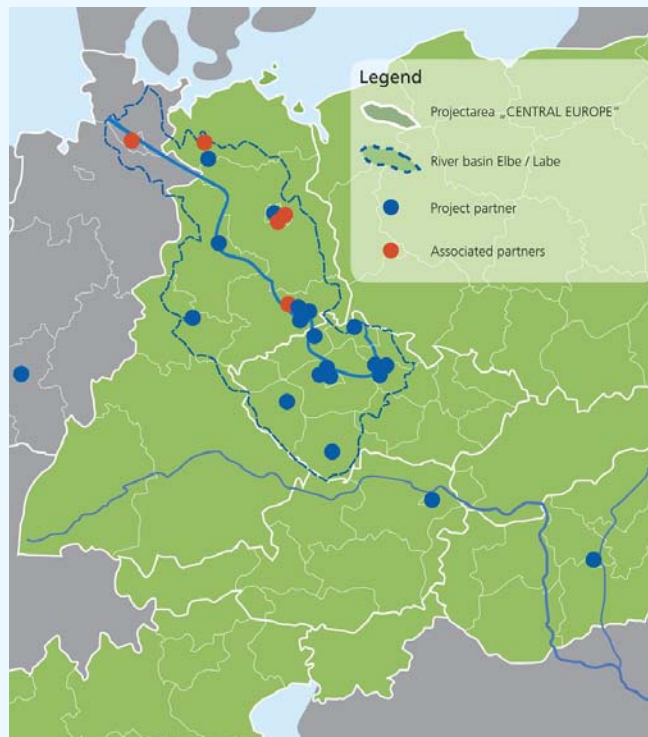 Legend
Projectarea „CENTRAL EUROPE“
River basin Elbe / Labe
Project partner
Associated partners